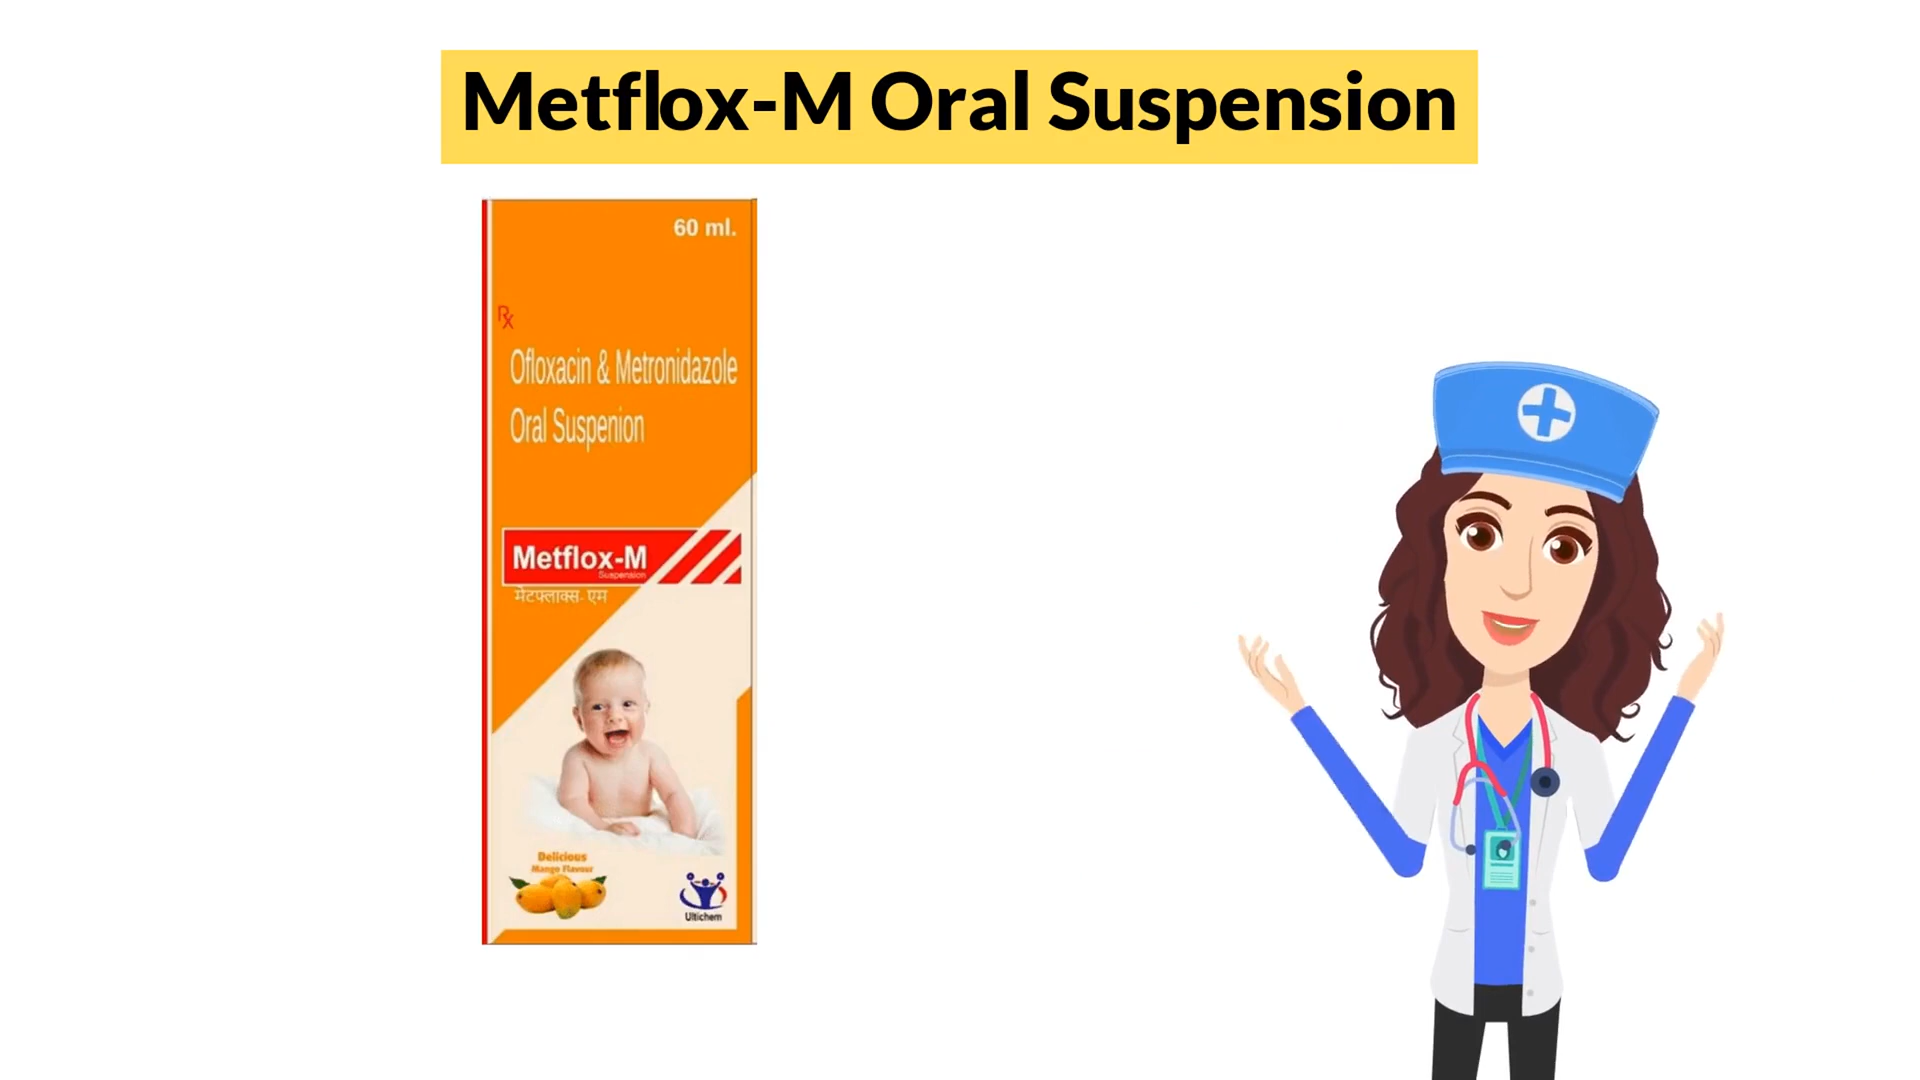 Metflox-M Oral Suspension
60 ml.
Rx
Ofloxacin & Metronidazole
Oral Suspenion
Metflox-M
Suspension
मेटफ्लाक्स- एम
Delicious
Mango Flavour
Ultichem